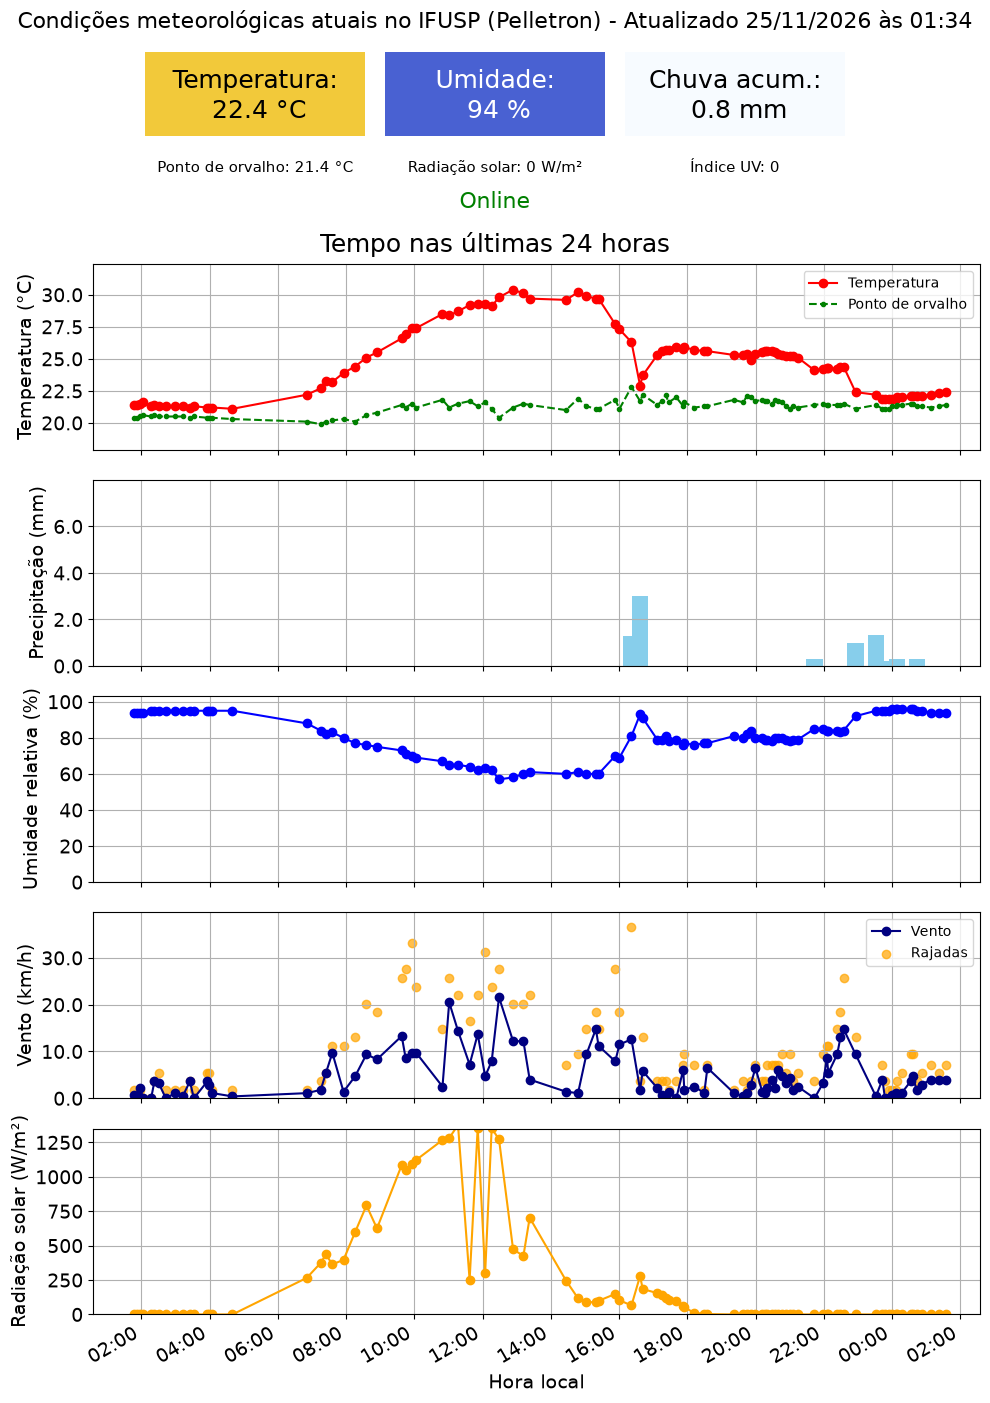 Condições meteorológicas atuais no IFUSP (Pelletron) - Atualizado 25/11/2026 às 01:34
Temperatura:
22.4 °C
Umidade:
94 %
Chuva acum.:
0.8 mm
Ponto de orvalho: 21.4 °C
Radiação solar: 0 W/m²
Índice UV: 0
Online
Tempo nas últimas 24 horas
Temperatura (°C)
30.0
27.5
25.0
22.5
20.0
Temperatura
Ponto de orvalho
Precipitação (mm)
6.0
4.0
2.0
0.0
Umidade relativa (%)
100
80
60
40
20
0
Vento (km/h)
30.0
20.0
10.0
0.0
Vento
Rajadas
Radiação solar (W/m²)
1250
1000
750
500
250
0
02:00
04:00
06:00
08:00
10:00
12:00
14:00
16:00
18:00
20:00
22:00
00:00
02:00
Hora local